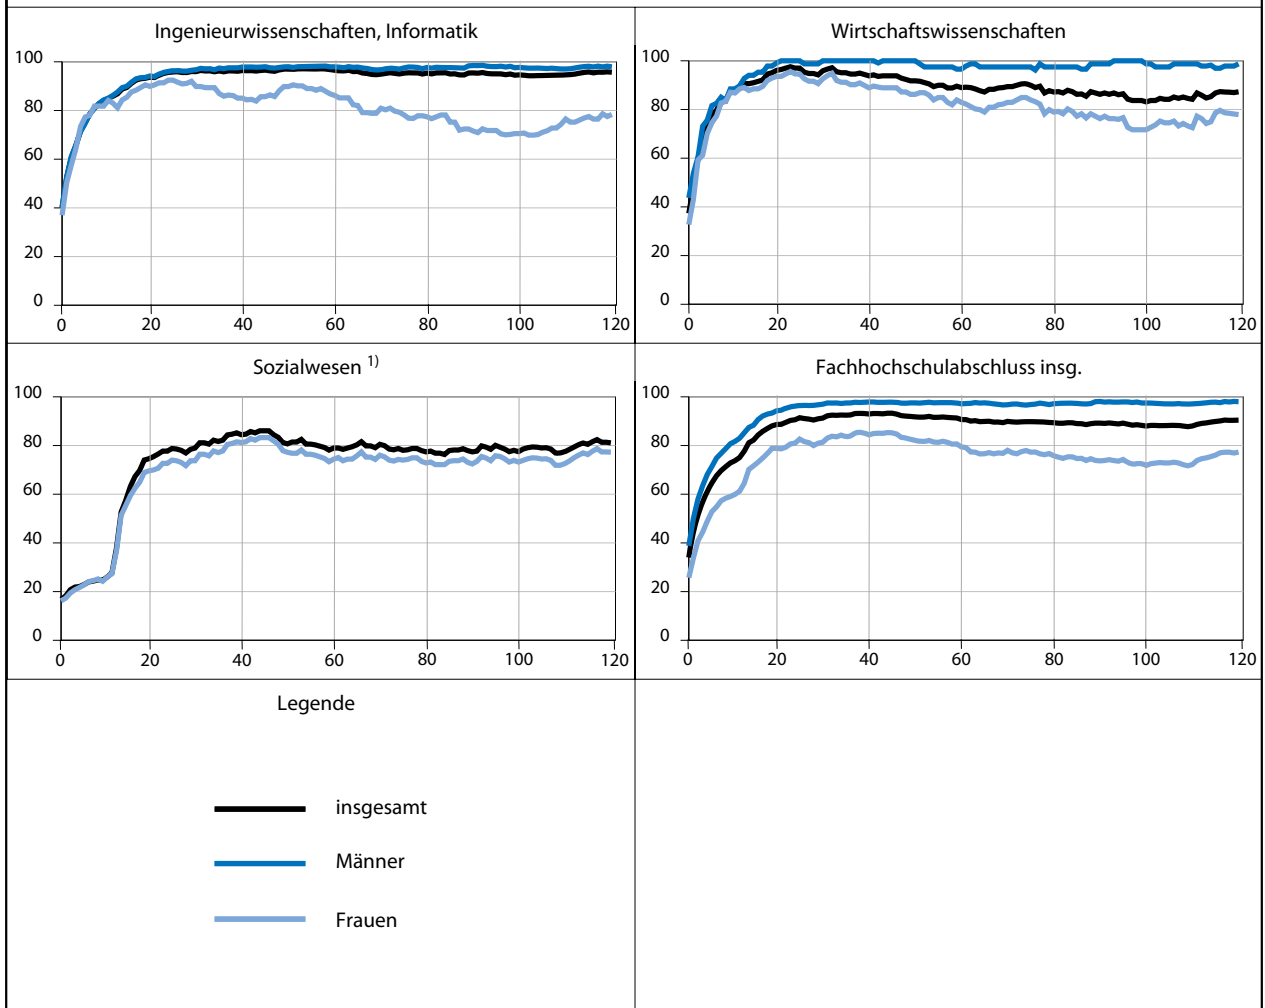 Ingenieurwissenschaften, Informatik
100
80
60
40
20
0
0 20 40 60 80 100 120
Wirtschaftswissenschaften
100
80
60
40
20
0
0 20 40 60 80 100 120
Sozialwesen 1)
100
80
60
40
20
0
0 20 40 60 80 100 120
Fachhochschulabschluss insg.
100
80
60
40
20
0
0 20 40 60 80 100 120
Legende
insgesamt
Männer
Frauen